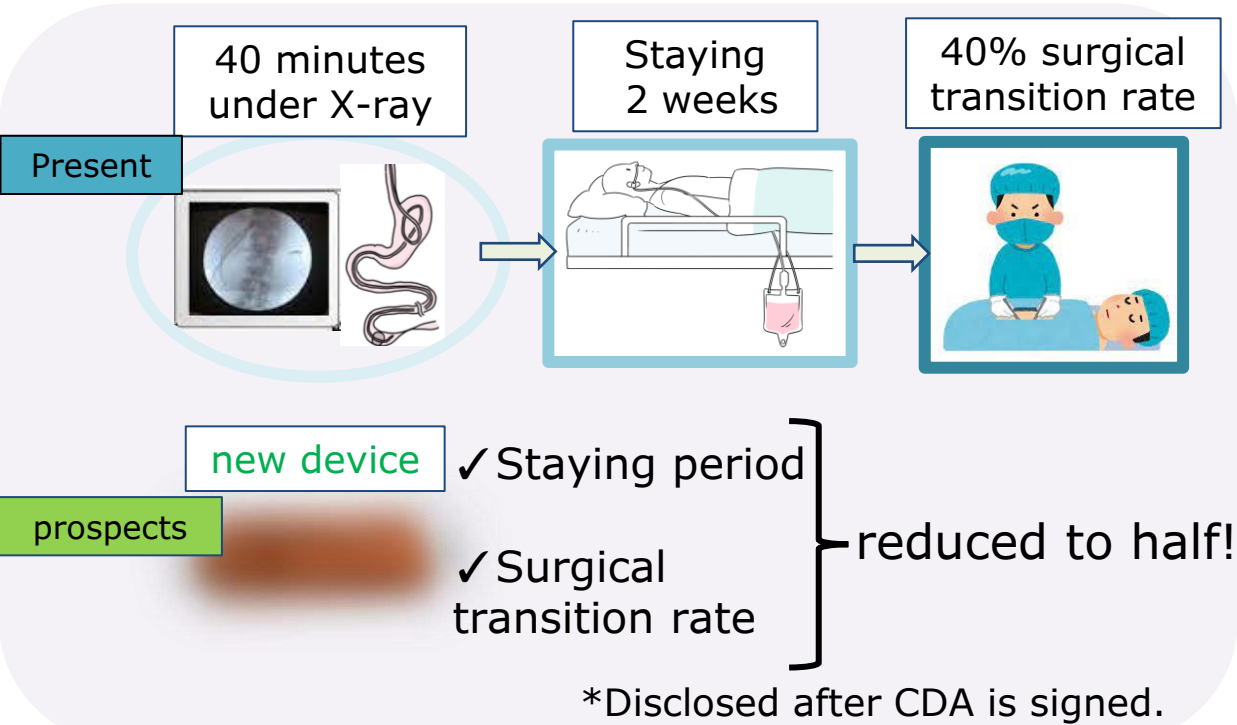 40 minutes
under X-ray
Staying
2 weeks
40% surgical
transition rate
Present
new device
✓Staying period
prospects
✓Surgical
transition rate
reduced to half!
*Disclosed after CDA is signed.